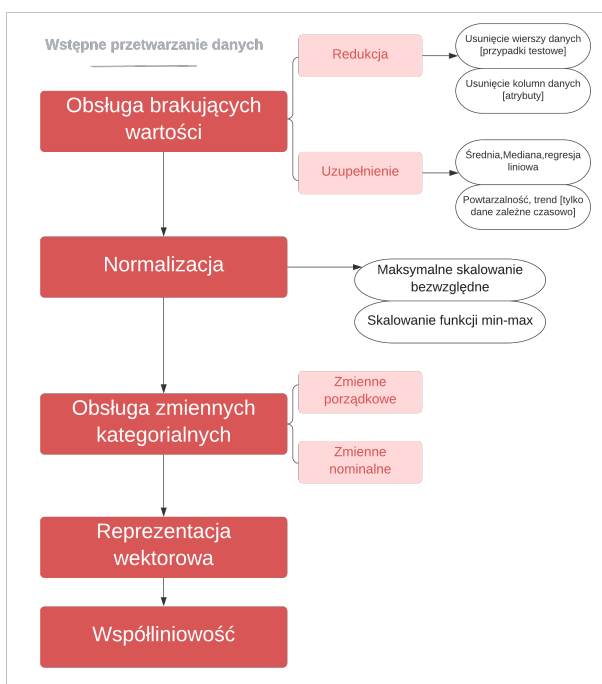 Wstępne przetwarzanie danych
Obsługa brakujących
wartości
Redukcja
Usunięcie wierszy danych
[przypadki testowe]
Usunięcie kolumn danych
[atrybuty]
Uzupełnienie
Średnia,Mediana,regresja
liniowa
Powtarzalność, trend [tylko
dane zależne czasowo]
Normalizacja
Maksymalne skalowanie
bezwzględne
Skalowanie funkcji min-max
Obsługa zmiennych
kategorialnych
Zmienne
porządkowe
Zmienne
nominalne
Reprezentacja
wektorowa
Współliniowość